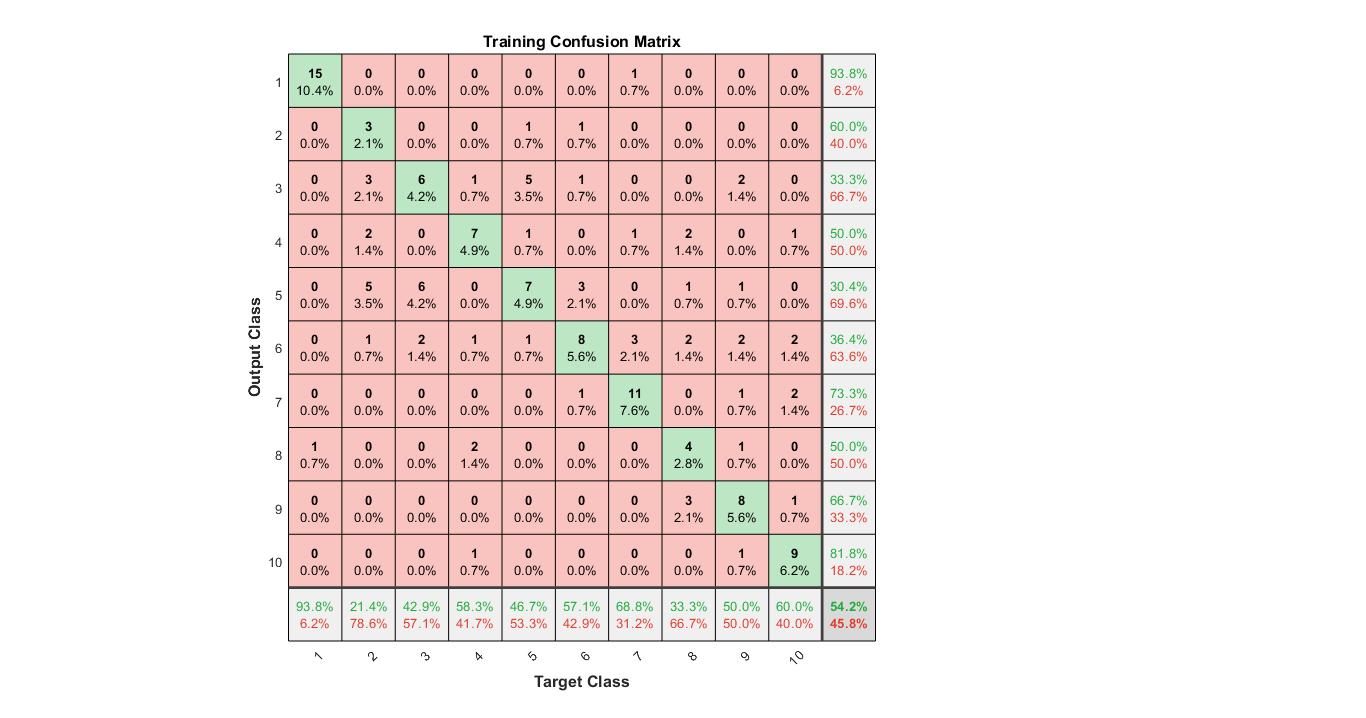 Training Confusion Matrix
1 15 0 0 0 0 0 1 0 0 0 93.8%
10.4% 0.0% 0.0% 0.0% 0.0% 0.0% 0.7% 0.0% 0.0% 0.0% 6.2%
2 0 3 0 0 1 1 0 0 0 0 60.0%
0.0% 2.1% 0.0% 0.0% 0.7% 0.7% 0.0% 0.0% 0.0% 0.0% 40.0%
3 0 3 6 1 5 1 0 0 2 0 33.3%
0.0% 2.1% 4.2% 0.7% 3.5% 0.7% 0.0% 0.0% 1.4% 0.0% 66.7%
4 0 2 0 7 1 0 1 2 0 1 50.0%
0.0% 1.4% 0.0% 4.9% 0.7% 0.0% 0.7% 1.4% 0.0% 0.7% 50.0%
5 0 5 6 0 7 3 0 1 1 0 30.4%
0.0% 3.5% 4.2% 0.0% 4.9% 2.1% 0.0% 0.7% 0.7% 0.0% 69.6%
6 0 1 2 1 1 8 3 2 2 2 36.4%
0.0% 0.7% 1.4% 0.7% 0.7% 5.6% 2.1% 1.4% 1.4% 1.4% 63.6%
7 0 0 0 0 0 1 11 0 1 2 73.3%
0.0% 0.0% 0.0% 0.0% 0.0% 0.7% 7.6% 0.0% 0.7% 1.4% 26.7%
8 1 0 0 2 0 0 0 4 1 0 50.0%
0.7% 0.0% 0.0% 1.4% 0.0% 0.0% 0.0% 2.8% 0.7% 0.0% 50.0%
9 0 0 0 0 0 0 0 3 8 1 66.7%
0.0% 0.0% 0.0% 0.0% 0.0% 0.0% 0.0% 2.1% 5.6% 0.7% 33.3%
10 0 0 0 1 0 0 0 0 1 9 81.8%
0.0% 0.0% 0.0% 0.7% 0.0% 0.0% 0.0% 0.0% 0.7% 6.2% 18.2%
93.8% 21.4% 42.9% 58.3% 46.7% 57.1% 68.8% 33.3% 50.0% 60.0% 54.2%
6.2% 78.6% 57.1% 41.7% 53.3% 42.9% 31.2% 66.7% 50.0% 40.0% 45.8%
1 2 3 4 5 6 7 8 9 10
Target Class
Output Class